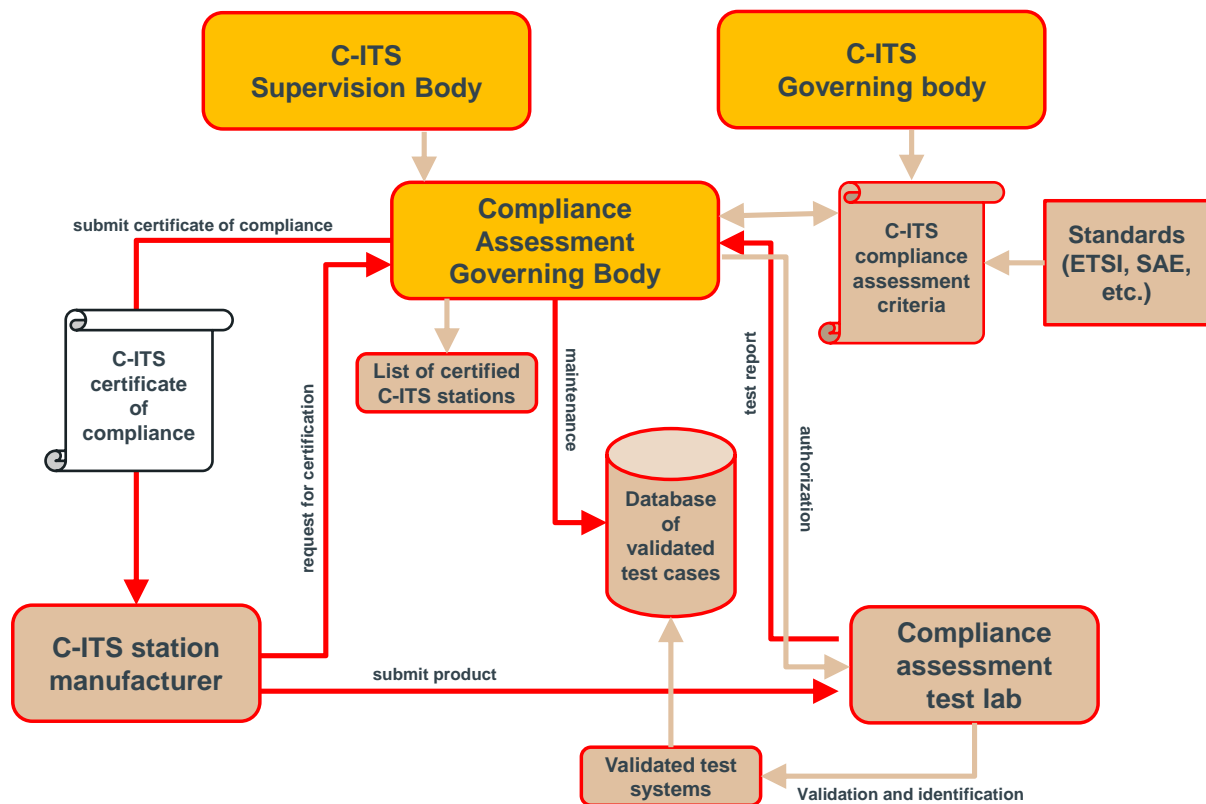 C-ITS
Supervision Body
C-ITS
Governing body
submit certificate of compliance
Compliance
Assessment
Governing Body
C-ITS
compliance
assessment
criteria
Standards
(ETSI, SAE,
etc.)
C-ITS
certificate
of
compliance
List of certified
C-ITS stations
request for certification
maintenance
test report
authorization
Database
of
validated
test cases
C-ITS station
manufacturer
submit product
Compliance
assessment
test lab
Validated test
systems
Validation and identification